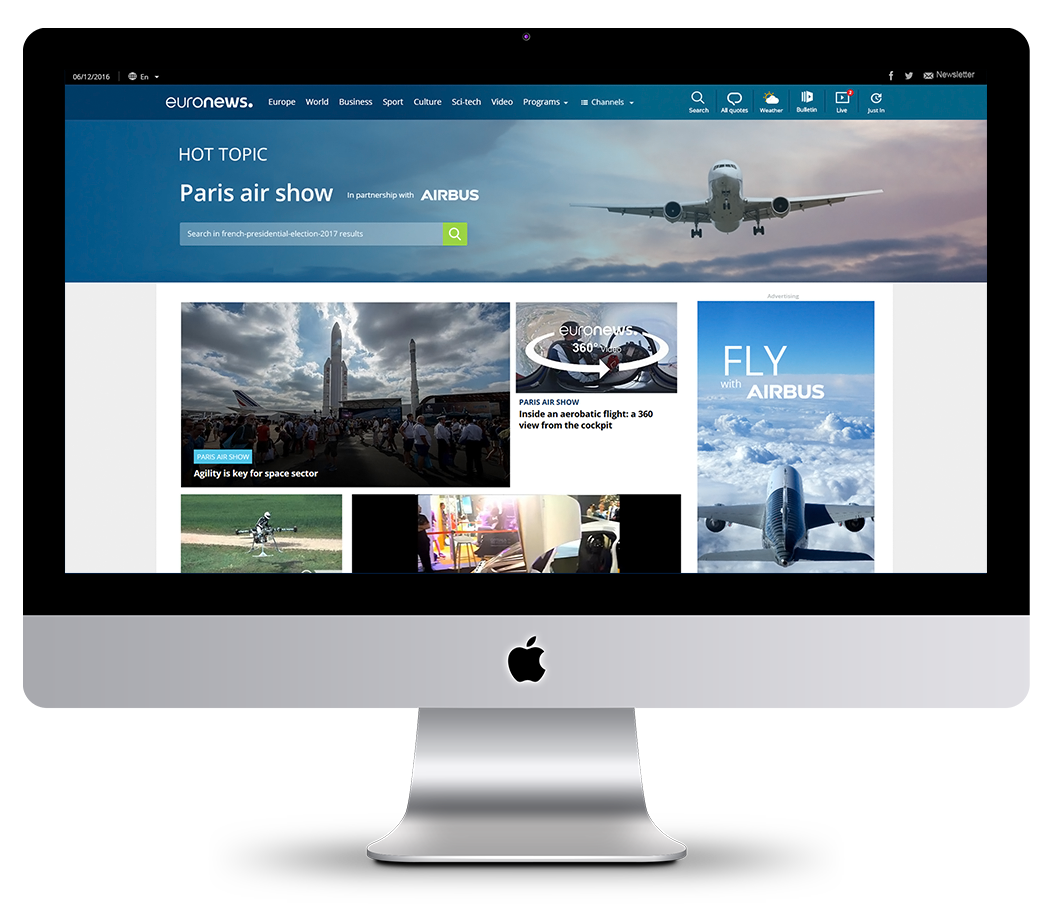 06/12/2016 En Newsletter
euronews. Europe World Business Sport Culture Sci-tech Video Programs Channels Search All quotes Weather Bulletin Live 2 Just In
HOT TOPIC
Paris air show In partnership with AIRBUS
Search in french-presidential-election-2017 results
Advertising
euronews.
360° video
FLY
with AIRBUS
PARIS AIR SHOW
Inside an aerobatic flight: a 360
view from the cockpit
PARIS AIR SHOW
Agility is key for space sector